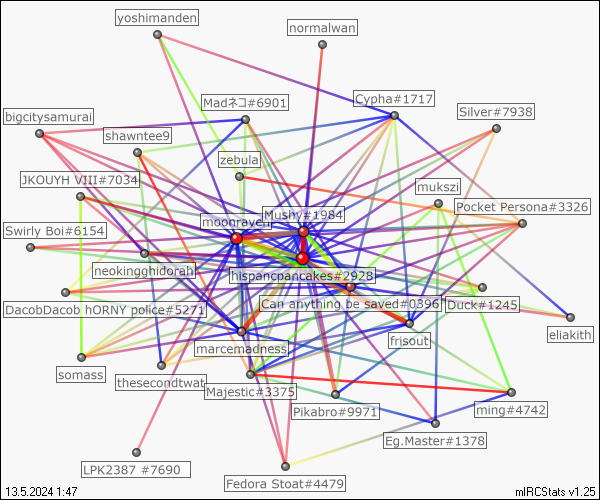 yoshimanden
normalwan
Cypha#1717
Madネコ#6901
Silver#7938
bigcitysamurai
shawntee9
zebula
JKOUYH VIII#7034
mukszi
Pocket Persona#3326
Mushy#1984
moonraven
Swirly Boi#6154
neokingghidorah
hispancpancakes#2928
DacobDacob hORNY police#5271
Can anything be saved#0396
Duck#1245
eliakith
frisout
marcemadness
somass
thesecondtwat
Majestic#3375
Pikabro#9971
ming#4742
Eg.Master#1378
LPK2387 #7690
Fedora Stoat#4479
13.5.2024 1:47
mIRCStats v1.25